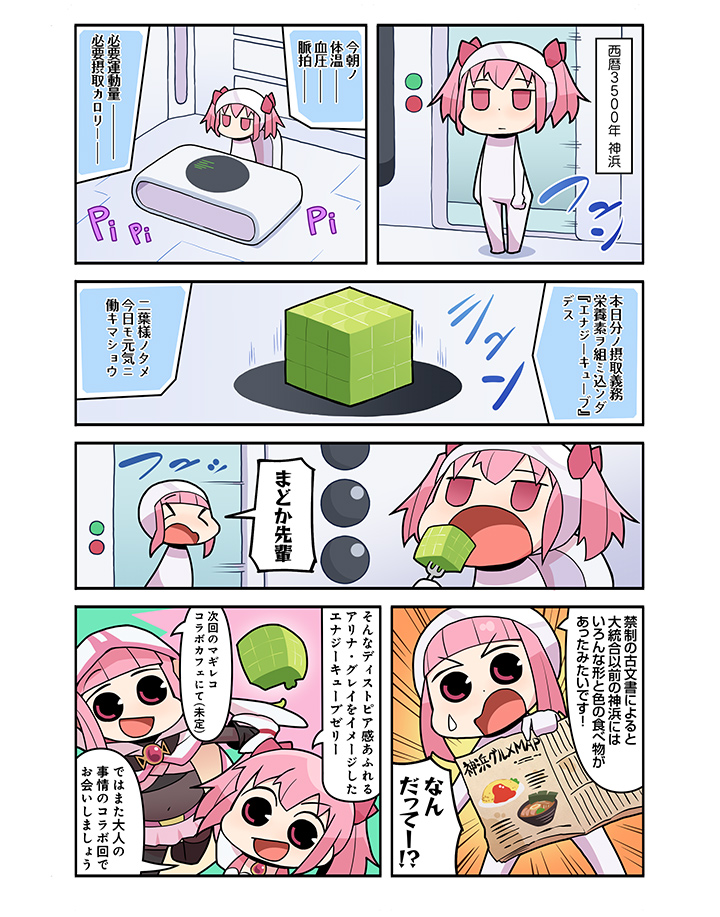 西暦3500年 神浜
フーン
今朝ノ
体温――
血圧――
脈拍――
必要運動量――
必要摂取カロリー――
Pi
Pi
Pi
本日分ノ摂取義務
栄養素ヲ組ミ込ンダ
『エナジーキューブ』
デス
フーン
二葉様ノタメ
今日モ元気ニ
働キマショウ
まどか先輩
フーッ
禁制の古文書によると
大統合以前の神浜には
いろんな形と色の食べ物が
あったみたいです!
神浜グルメMAP
なん
だってー!?
そんなディストピア感あふれる
アリナ・グレイをイメージした
エナジーキューブゼリー
次回のマギレコ
コラボカフェにて(未定)
ではまた大人の
事情のコラボ回で
お会いしましょう